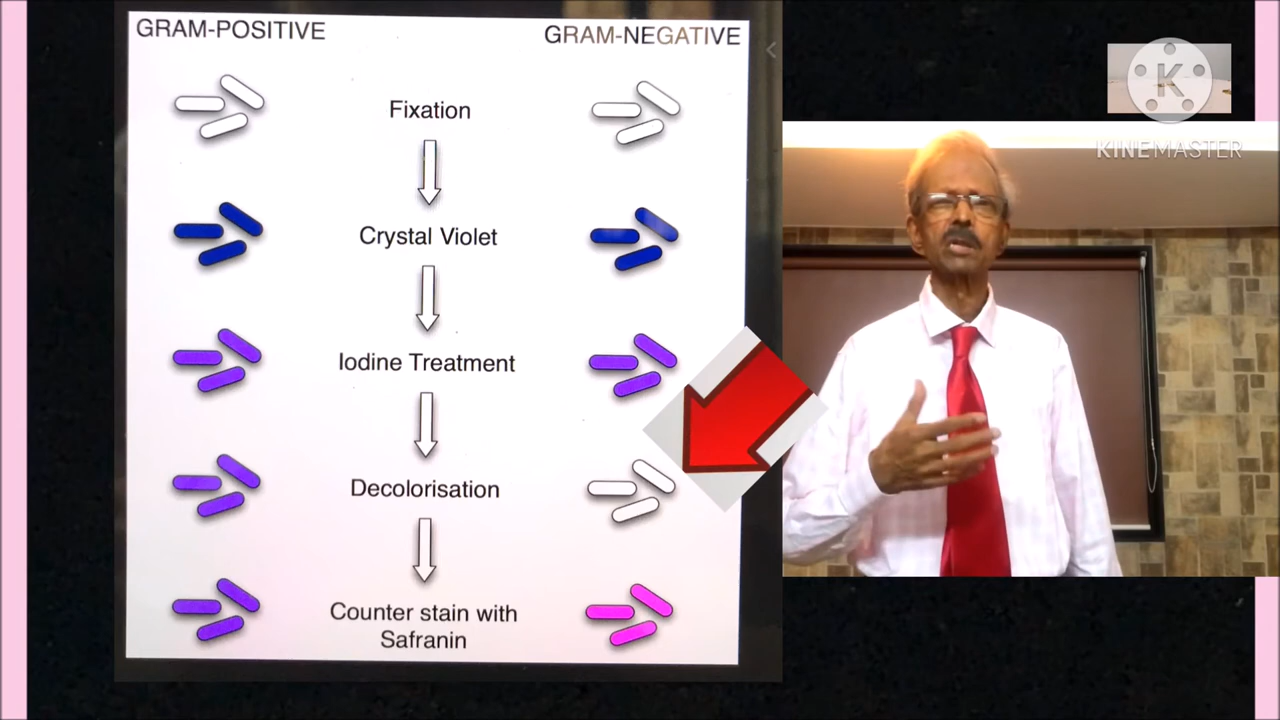 GRAM-POSITIVE
GRAM-NEGATIVE
Fixation
Crystal Violet
Iodine Treatment
Decolorisation
Counter stain with
Safranin
K
KINEMASTER